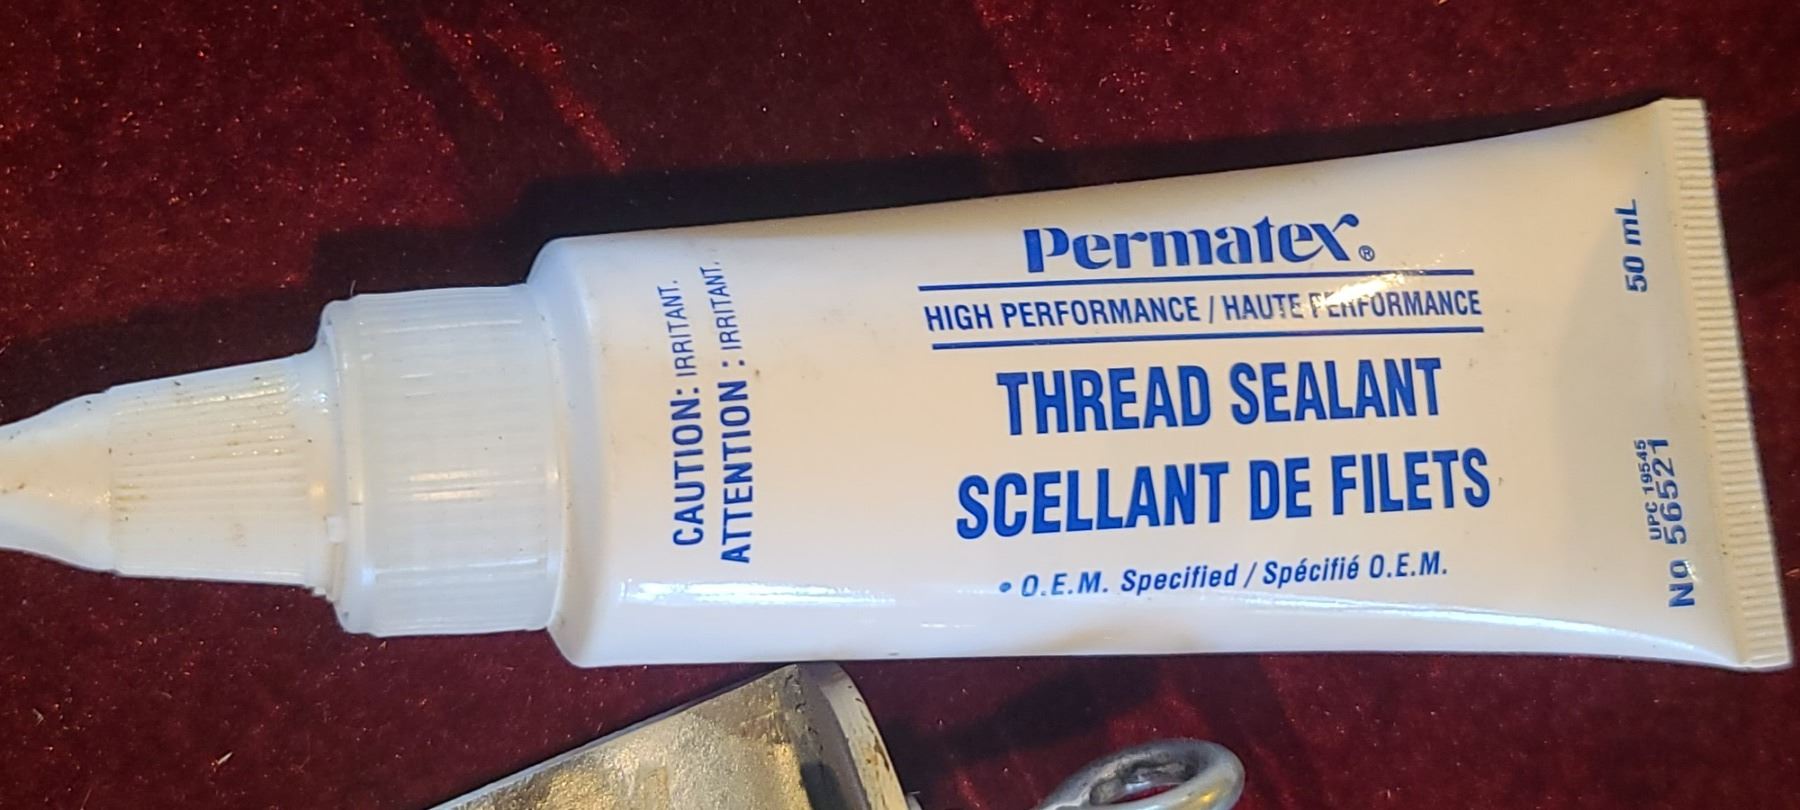 Permatex®
HIGH PERFORMANCE / HAUTE PERFORMANCE
THREAD SEALANT
SCELLANT DE FILETS
• O.E.M. Specified / Spécifié O.E.M.
CAUTION: IRRITANT.
ATTENTION : IRRITANT.
50 mL
UPC 19545
No 56521